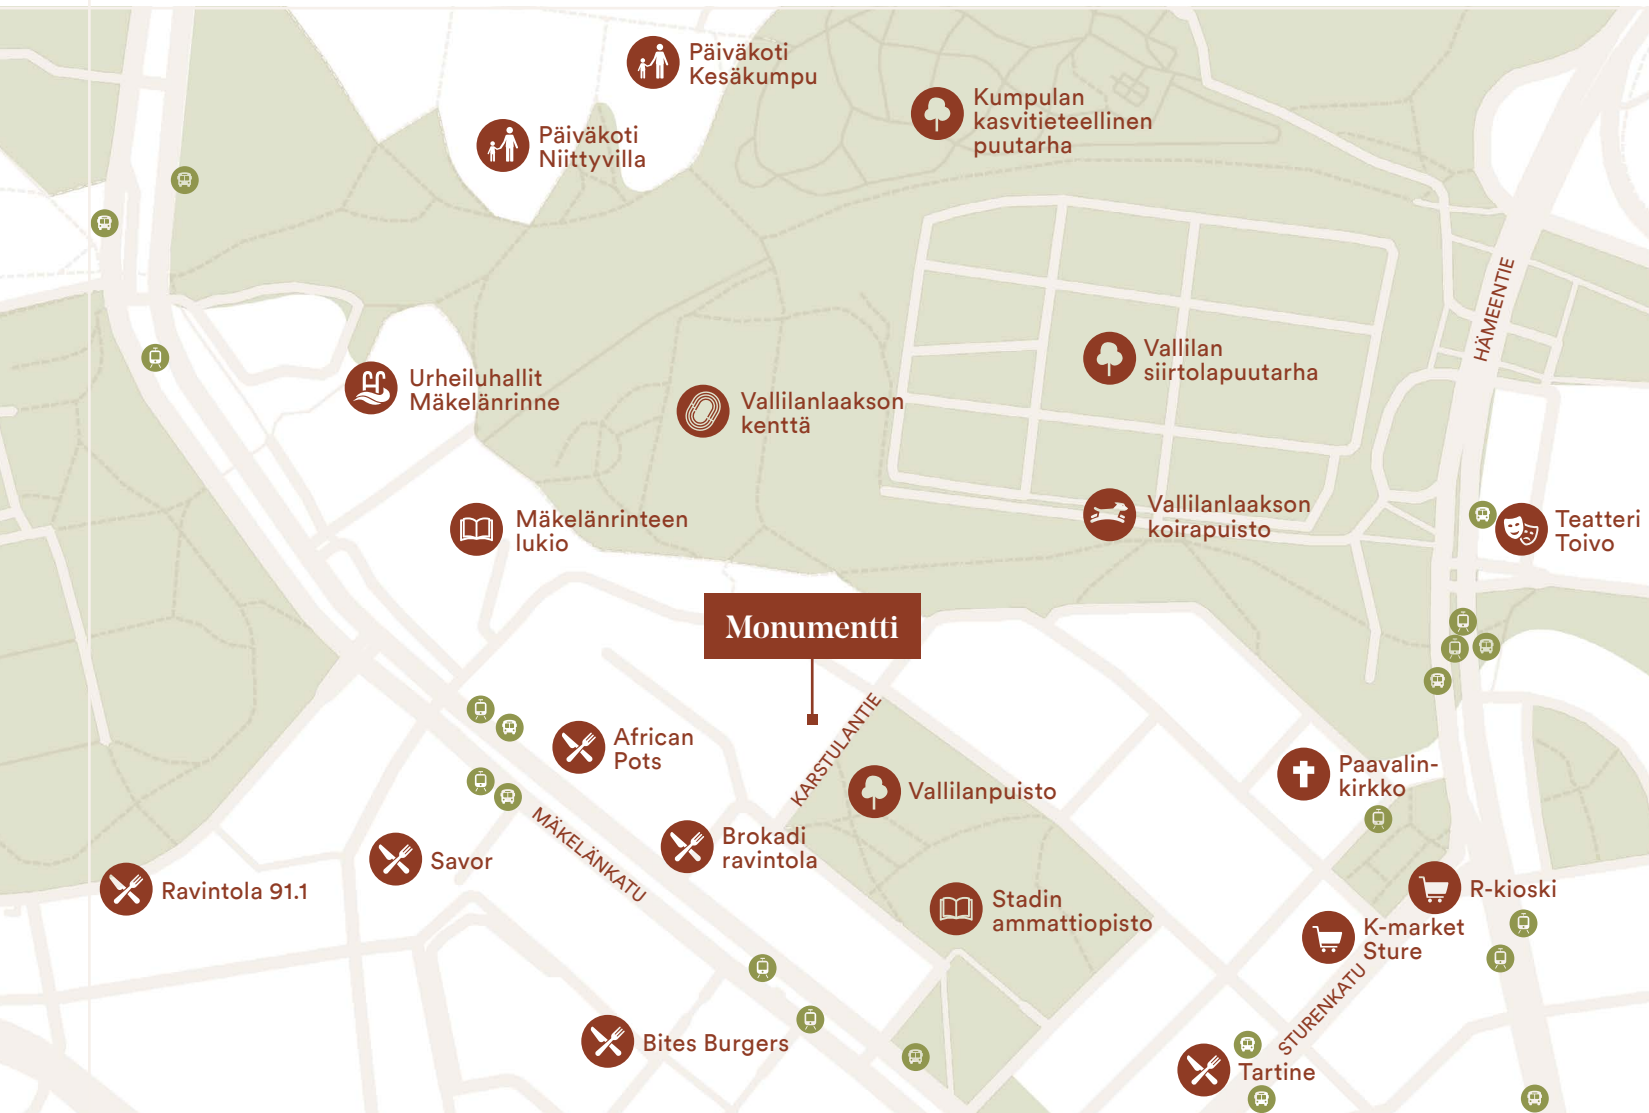 Päiväkoti
Kesäkumpu
Päiväkoti
Niittyvilla
Kumpulan
kasvitieteellinen
puutarha
HÄMEENTIE
Vallilan
siirtolapuutarha
Urheiluhallit
Mäkelänrinne
Vallilanlaakson
kenttä
Mäkelänrinteen
lukio
Vallilanlaakson
koirapuisto
Teatteri
Toivo
Monumentti
KARSTULANTIE
African
Pots
Vallilanpuisto
Paavalin-
kirkko
MÄKELÄNKATU
Brokadi
ravintola
Savor
Ravintola 91.1
Stadin
ammattiopisto
R-kioski
K-market
Sture
STURENKATU
Bites Burgers
Tartine